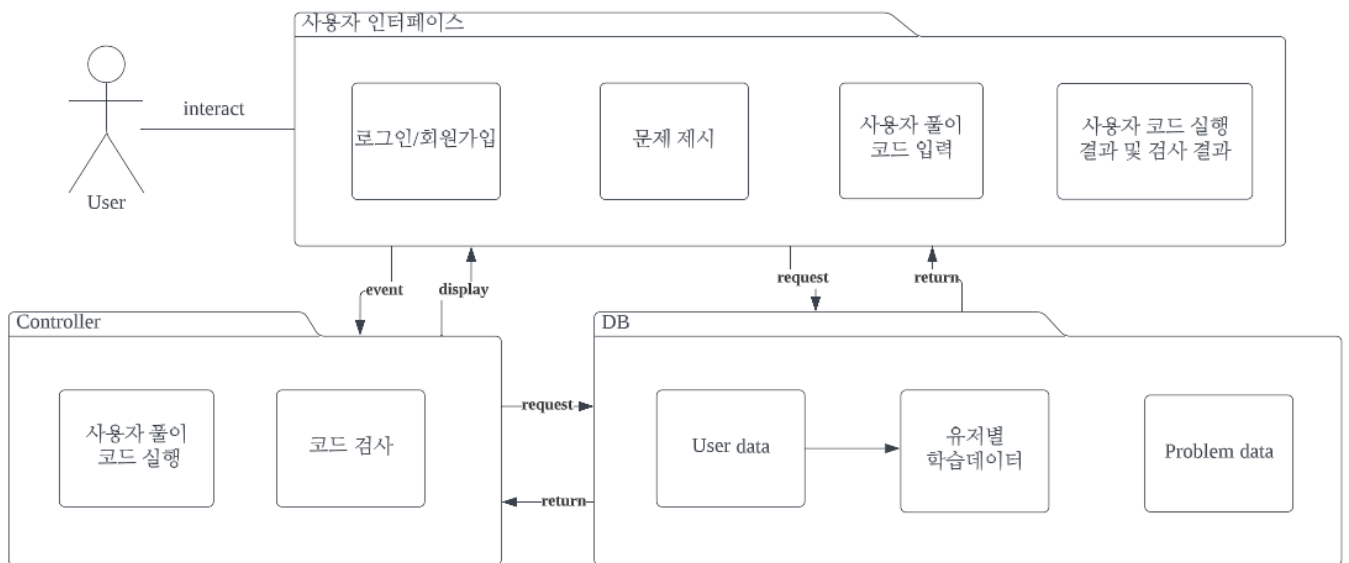 사용자 인터페이스
interact
User
로그인/회원가입
문제 제시
사용자 풀이
코드 입력
사용자 코드 실행
결과 및 검사 결과
event
display
request
return
Controller
사용자 풀이
코드 실행
코드 검사
request
return
DB
User data
유저별
학습데이터
Problem data